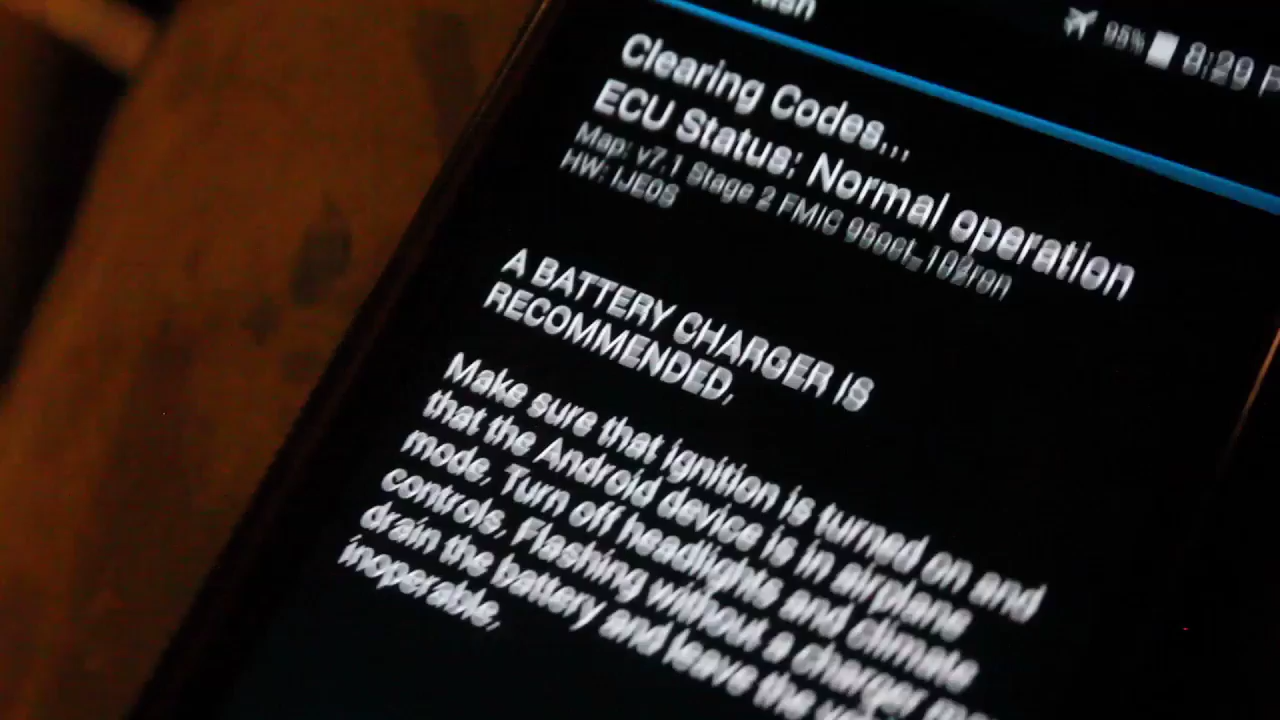 95% 8:29
Clearing Codes...
ECU Status: Normal operation
Map: v7.1 Stage 2 FMIC
HW: IJE0S
A BATTERY CHARGER IS
RECOMMENDED.
Make sure that ignition is turned on and
that the Android device is in airplane
mode. Turn off headlights and climate
controls. Flashing without a charger
drain the battery and leave the
inoperable.